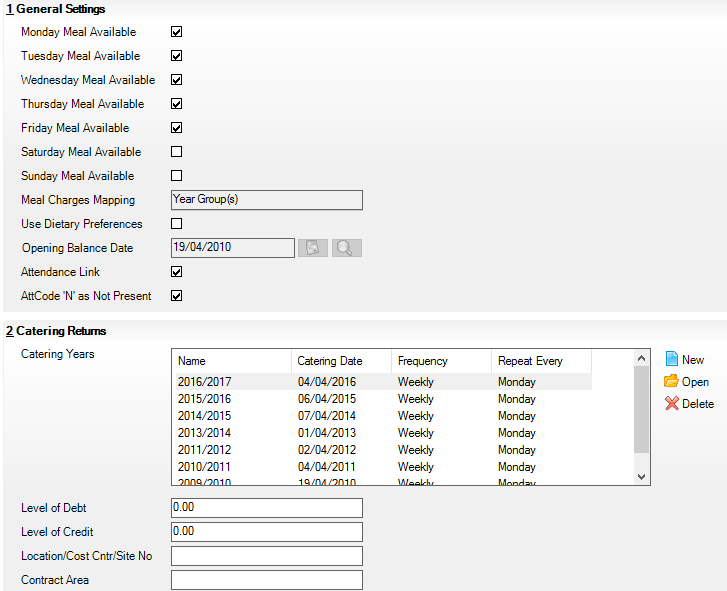 1 General Settings
Monday Meal Available
Tuesday Meal Available
Wednesday Meal Available
Thursday Meal Available
Friday Meal Available
Saturday Meal Available
Sunday Meal Available
Meal Charges Mapping Year Group(s)
Use Dietary Preferences
Opening Balance Date 19/04/2010
Attendance Link
AttCode 'N' as Not Present
2 Catering Returns
Catering Years
Name Catering Date Frequency Repeat Every
2016/2017 04/04/2016 Weekly Monday
2015/2016 06/04/2015 Weekly Monday
2014/2015 07/04/2014 Weekly Monday
2013/2014 01/04/2013 Weekly Monday
2011/2012 02/04/2012 Weekly Monday
2010/2011 04/04/2011 Weekly Monday
2009/2010 19/04/2010 Weekly Monday
New
Open
Delete
Level of Debt 0.00
Level of Credit 0.00
Location/Cost Cntr/Site No
Contract Area